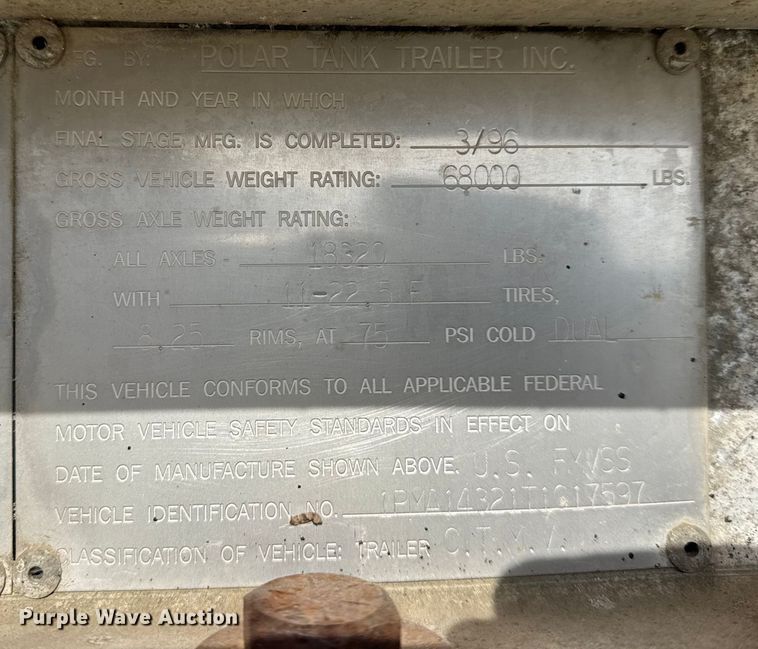 MFG. BY: POLAR TANK TRAILER INC.
MONTH AND YEAR IN WHICH
FINAL STAGE MFG. IS COMPLETED: 3/96
GROSS VEHICLE WEIGHT RATING: 68000 LBS.
GROSS AXLE WEIGHT RATING:
ALL AXLES - 18320 LBS.
WITH 11-22.5 F TIRES,
8.25 RIMS, AT 75 PSI COLD DUAL
THIS VEHICLE CONFORMS TO ALL APPLICABLE FEDERAL
MOTOR VEHICLE SAFETY STANDARDS IN EFFECT ON
DATE OF MANUFACTURE SHOWN ABOVE. U.S. FMVSS
VEHICLE IDENTIFICATION NO. 1PMA14321T1017597
CLASSIFICATION OF VEHICLE: TRAILER
Purple Wave Auction